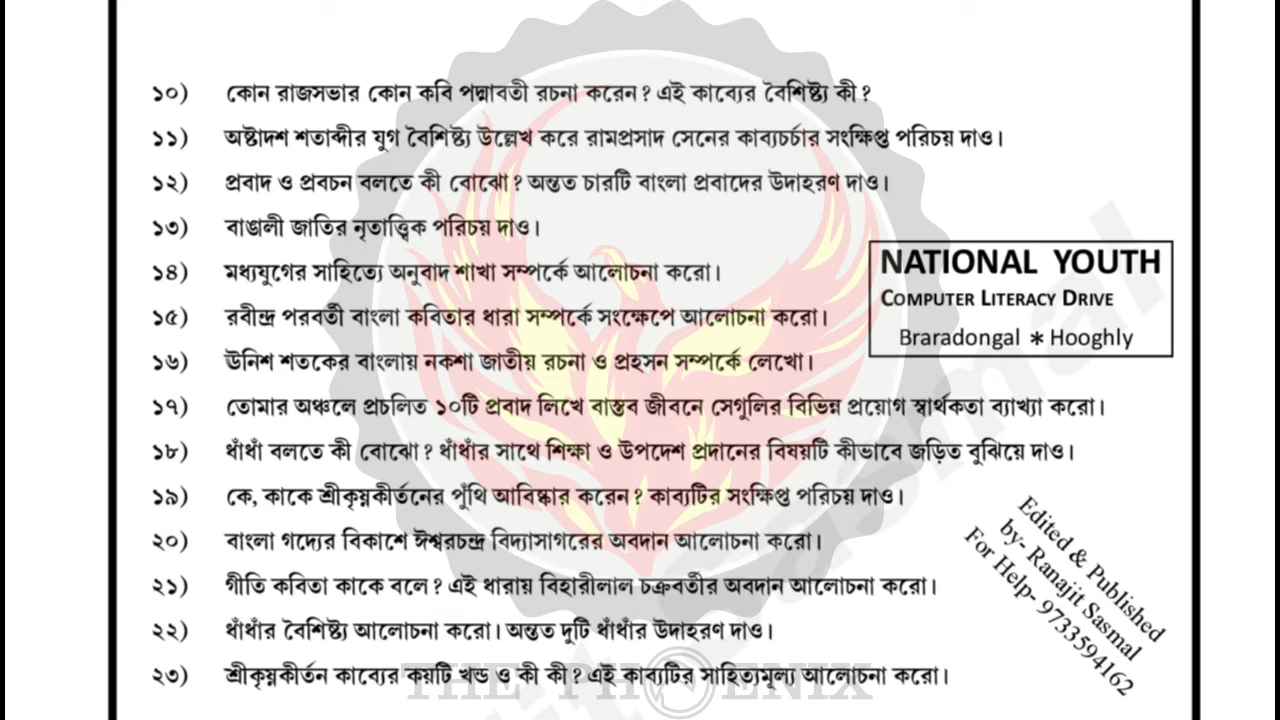 ১০) কোন রাজসভার কোন কবি পদ্মাবতী রচনা করেন? এই কাব্যের বৈশিষ্ট্য কী?
১১) অষ্টাদশ শতাব্দীর যুগ বৈশিষ্ট্য উল্লেখ করে রামপ্রসাদ সেনের কাব্যচর্চার সংক্ষিপ্ত পরিচয় দাও।
১২) প্রবাদ ও প্রবচন বলতে কী বোঝো? অন্তত চারটি বাংলা প্রবাদের উদাহরণ দাও।
১৩) বাঙালী জাতির নৃতাত্ত্বিক পরিচয় দাও।
১৪) মধ্যযুগের সাহিত্যে অনুবাদ শাখা সম্পর্কে আলোচনা করো।
১৫) রবীন্দ্র পরবর্তী বাংলা কবিতার ধারা সম্পর্কে সংক্ষেপে আলোচনা করো।
১৬) ঊনিশ শতকের বাংলায় নকশা জাতীয় রচনা ও প্রহসন সম্পর্কে লেখো।
১৭) তোমার অঞ্চলে প্রচলিত ১০টি প্রবাদ লিখে বাস্তব জীবনে সেগুলির বিভিন্ন প্রয়োগ স্বার্থকতা ব্যাখ্যা করো।
১৮) ধাঁধাঁ বলতে কী বোঝো? ধাঁধাঁর সাথে শিক্ষা ও উপদেশ প্রদানের বিষয়টি কীভাবে জড়িত বুঝিয়ে দাও।
১৯) কে, কাকে শ্রীকৃষ্ণকীর্তনের পুঁথি আবিষ্কার করেন? কাব্যটির সংক্ষিপ্ত পরিচয় দাও।
২০) বাংলা গদ্যের বিকাশে ঈশ্বরচন্দ্র বিদ্যাসাগরের অবদান আলোচনা করো।
২১) গীতি কবিতা কাকে বলে? এই ধারায় বিহারীলাল চক্রবর্তীর অবদান আলোচনা করো।
২২) ধাঁধাঁর বৈশিষ্ট্য আলোচনা করো। অন্তত দুটি ধাঁধাঁর উদাহরণ দাও।
২৩) শ্রীকৃষ্ণকীর্তন কাব্যের কয়টি খন্ড ও কী কী? এই কাব্যটির সাহিত্যমূল্য আলোচনা করো।
NATIONAL YOUTH
COMPUTER LITERACY DRIVE
Braradongal * Hooghly
Edited & Published
by- Ranajit Sasmal
For Help- 9733594162
THE PHOENIX